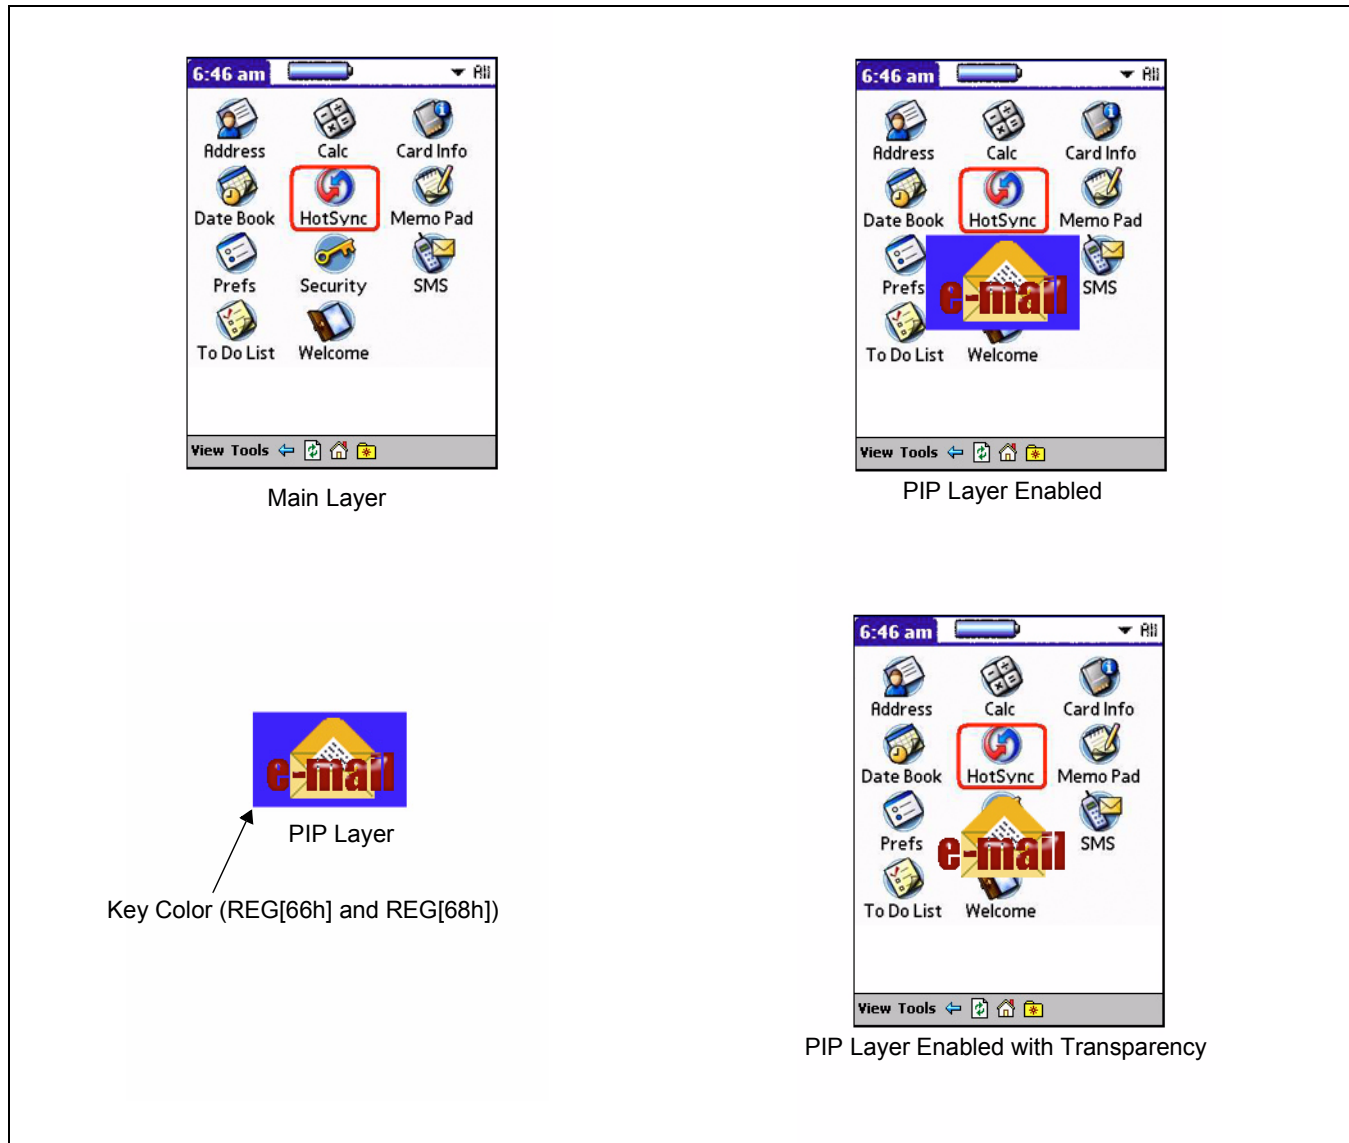 6:46 am All
Address Calc Card Info
Date Book HotSync Memo Pad
Prefs Security SMS
To Do List Welcome
View Tools
Main Layer
6:46 am All
Address Calc Card Info
Date Book HotSync Memo Pad
Prefs e-mail SMS
To Do List Welcome
View Tools
PIP Layer Enabled
e-mail
PIP Layer
Key Color (REG[66h] and REG[68h])
6:46 am All
Address Calc Card Info
Date Book HotSync Memo Pad
Prefs e-mail SMS
To Do List Welcome
View Tools
PIP Layer Enabled with Transparency